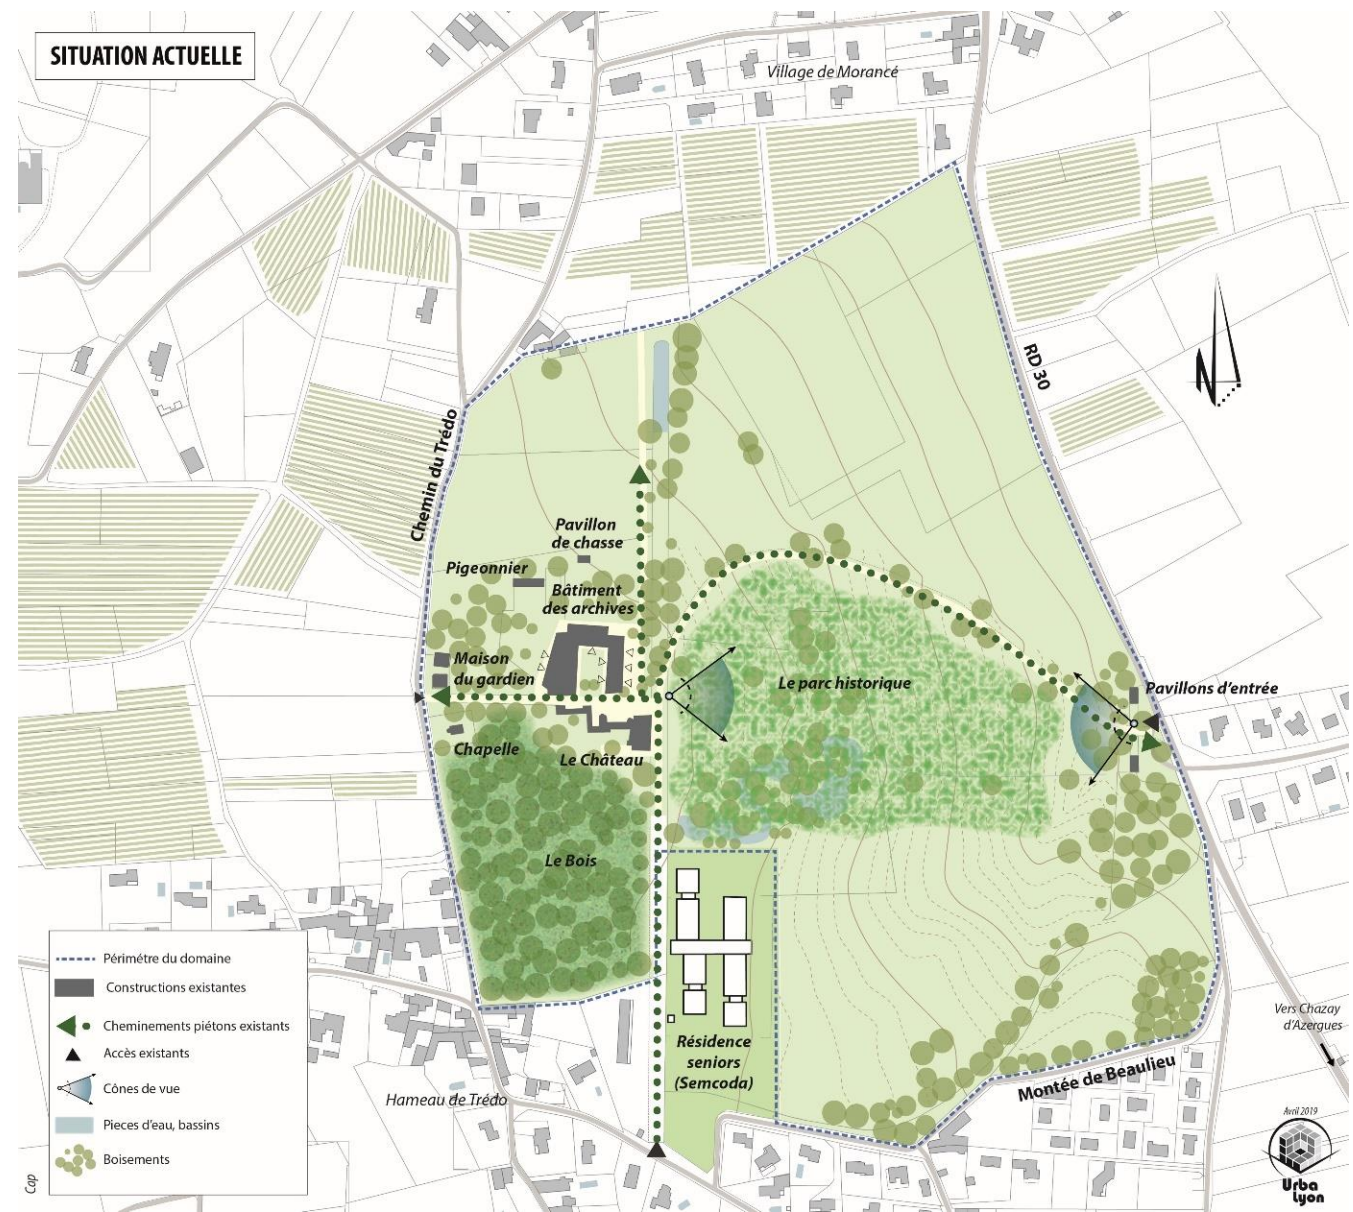 SITUATION ACTUELLE
Village de Morancé
RD 30
Chemin du Trédo
Pavillon
de chasse
Pigeonnier
Bâtiment
des archives
Maison
du gardien
Le parc historique
Pavillons d'entrée
Chapelle
Le Château
Le Bois
Résidence
seniors
(Semcoda)
Hameau de Trédo
Montée de Beaulieu
Vers Chazay
d'Azergues
Périmétre du domaine
Constructions existantes
Cheminements piétons existants
Accès existants
Cônes de vue
Pieces d'eau, bassins
Boisements
Cap
N
Avril 2019
Urba
Lyon